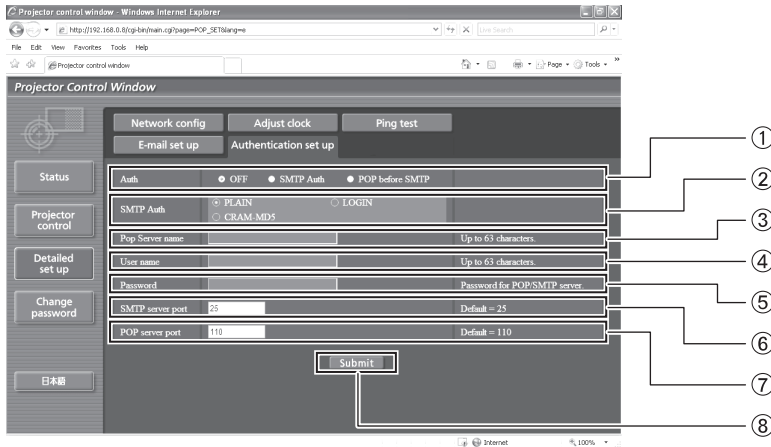 Projector control window - Windows Internet Explorer
http://192.168.0.8/cgi-bin/main.cgi?page=POP_SET&lang=e
Live Search
File Edit View Favorites Tools Help
Projector control window
Page Tools
Projector Control Window
Network config Adjust clock Ping test
E-mail set up Authentication set up
Status
Projector control
Detailed set up
Change password
日本語
Auth OFF SMTP Auth POP before SMTP
SMTP Auth PLAIN LOGIN
CRAM-MD5
Pop Server name Up to 63 characters.
User name Up to 63 characters.
Password Password for POP/SMTP server.
SMTP server port 25 Default = 25
POP server port 110 Default = 110
Submit
Internet 100%
①
②
③
④
⑤
⑥
⑦
⑧